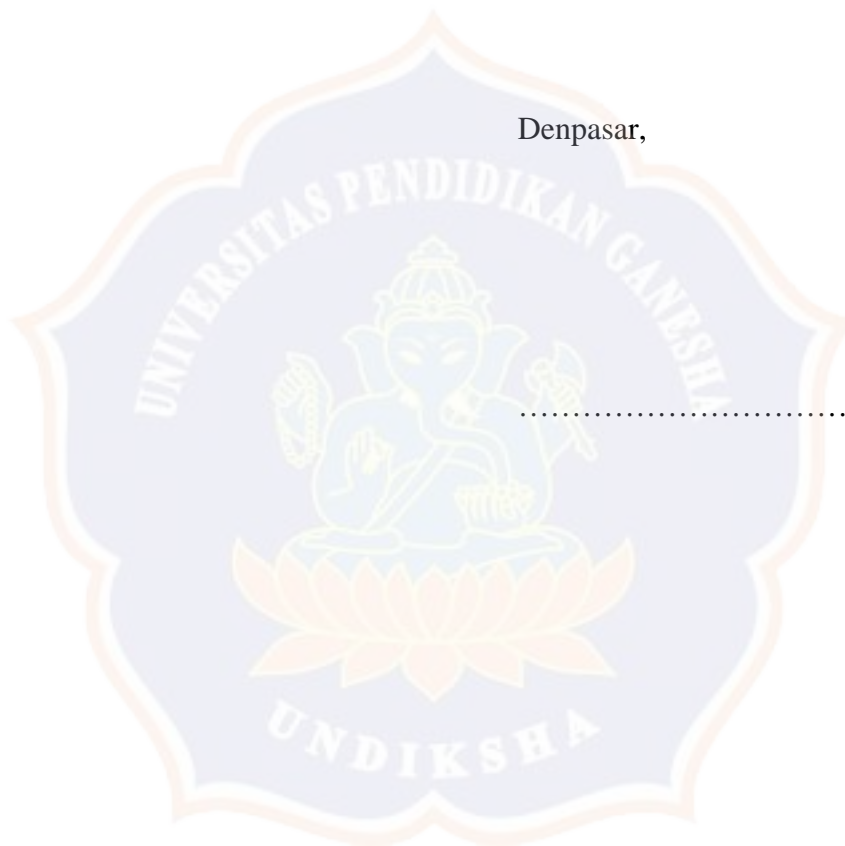 Denpasar,
UNIVERSITAS PENDIDIKAN GANESHA
...............................
UNDIKSHA